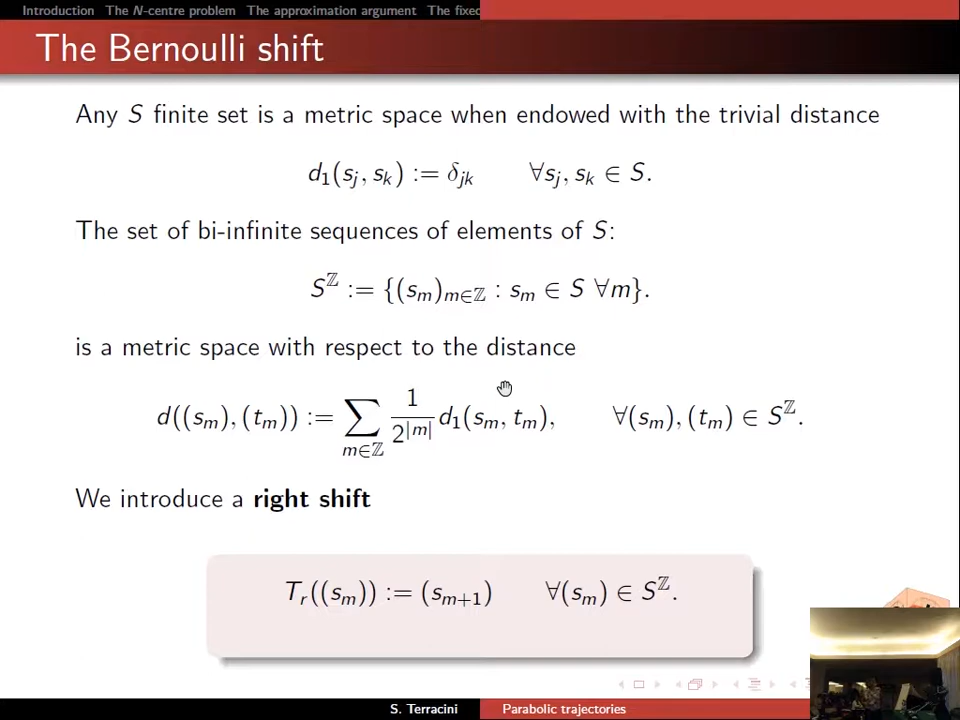 Introduction The N-centre problem The approximation argument The fixed
The Bernoulli shift
Any S finite set is a metric space when endowed with the trivial distance
d₁(sⱼ, sₖ) := δⱼₖ ∀sⱼ, sₖ ∈ S.
The set of bi-infinite sequences of elements of S:
S^ℤ := {(s_m)_{m∈ℤ} : s_m ∈ S ∀m}.
is a metric space with respect to the distance
d((s_m), (t_m)) := ∑_{m∈ℤ} 1/2^{|m|} d₁(s_m, t_m), ∀(s_m), (t_m) ∈ S^ℤ.
We introduce a right shift
T_r((s_m)) := (s_{m+1}) ∀(s_m) ∈ S^ℤ.
S. Terracini Parabolic trajectories